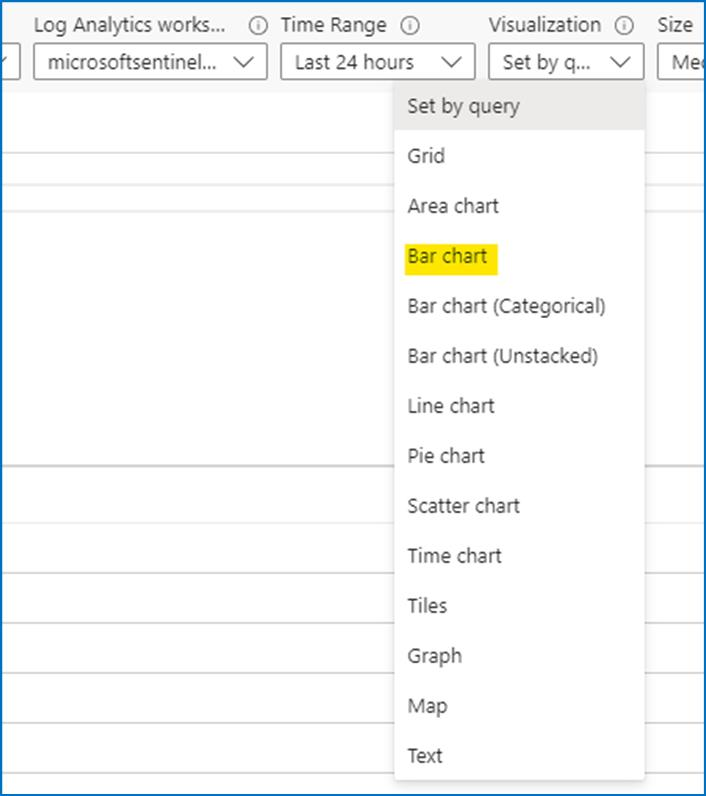 Log Analytics works... Time Range Visualization Size
microsoftsentinel... Last 24 hours Set by q... Med
Set by query
Grid
Area chart
Bar chart
Bar chart (Categorical)
Bar chart (Unstacked)
Line chart
Pie chart
Scatter chart
Time chart
Tiles
Graph
Map
Text